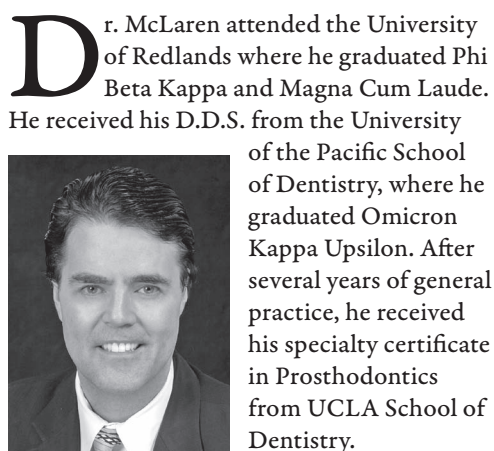 Dr. McLaren attended the University
of Redlands where he graduated Phi
Beta Kappa and Magna Cum Laude.
He received his D.D.S. from the University
of the Pacific School
of Dentistry, where he
graduated Omicron
Kappa Upsilon. After
several years of general
practice, he received
his specialty certificate
in Prosthodontics
from UCLA School of
Dentistry.